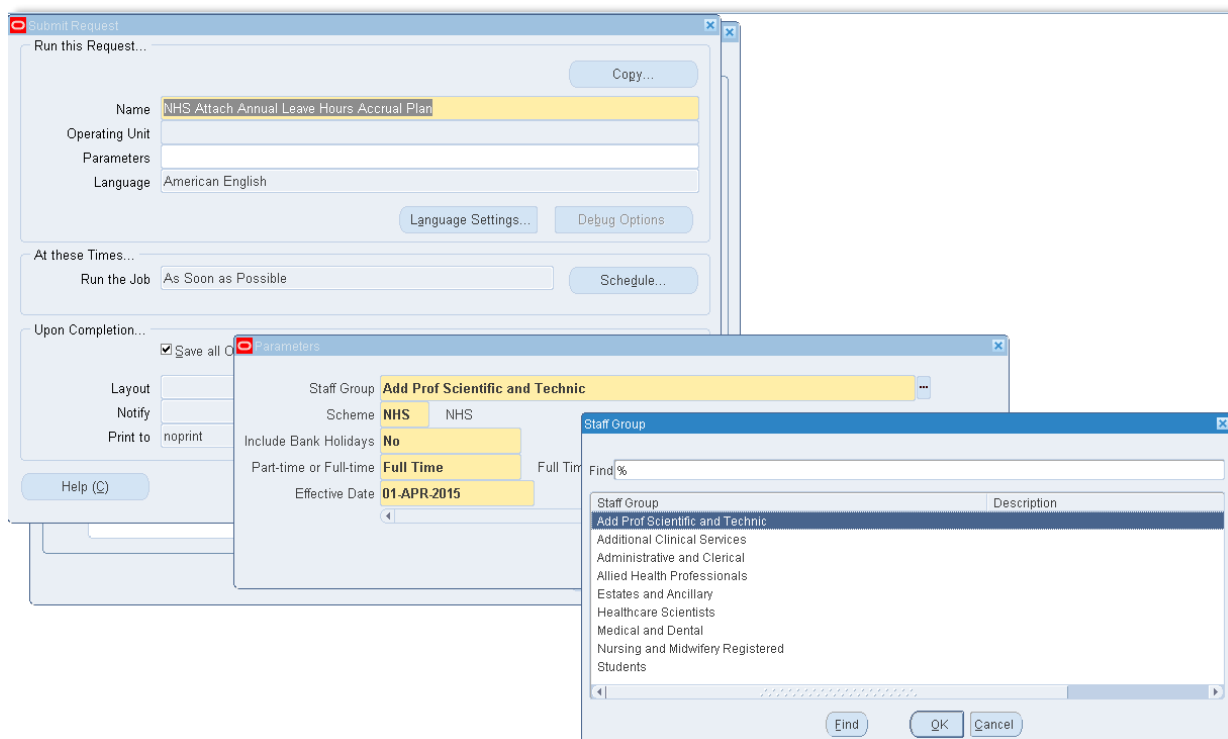 Submit Request
Run this Request...
Copy...
Name NHS Attach Annual Leave Hours Accrual Plan
Operating Unit
Parameters
Language American English
Language Settings... Debug Options
At these Times...
Run the Job As Soon as Possible Schedule...
Upon Completion...
Save all O
Layout
Notify
Print to noprint
Help (C)
Parameters
Staff Group Add Prof Scientific and Technic ...
Scheme NHS NHS
Include Bank Holidays No
Part-time or Full-time Full Time Full Tim
Effective Date 01-APR-2015
Staff Group
Find %
Staff Group Description
Add Prof Scientific and Technic
Additional Clinical Services
Administrative and Clerical
Allied Health Professionals
Estates and Ancillary
Healthcare Scientists
Medical and Dental
Nursing and Midwifery Registered
Students
Find OK Cancel